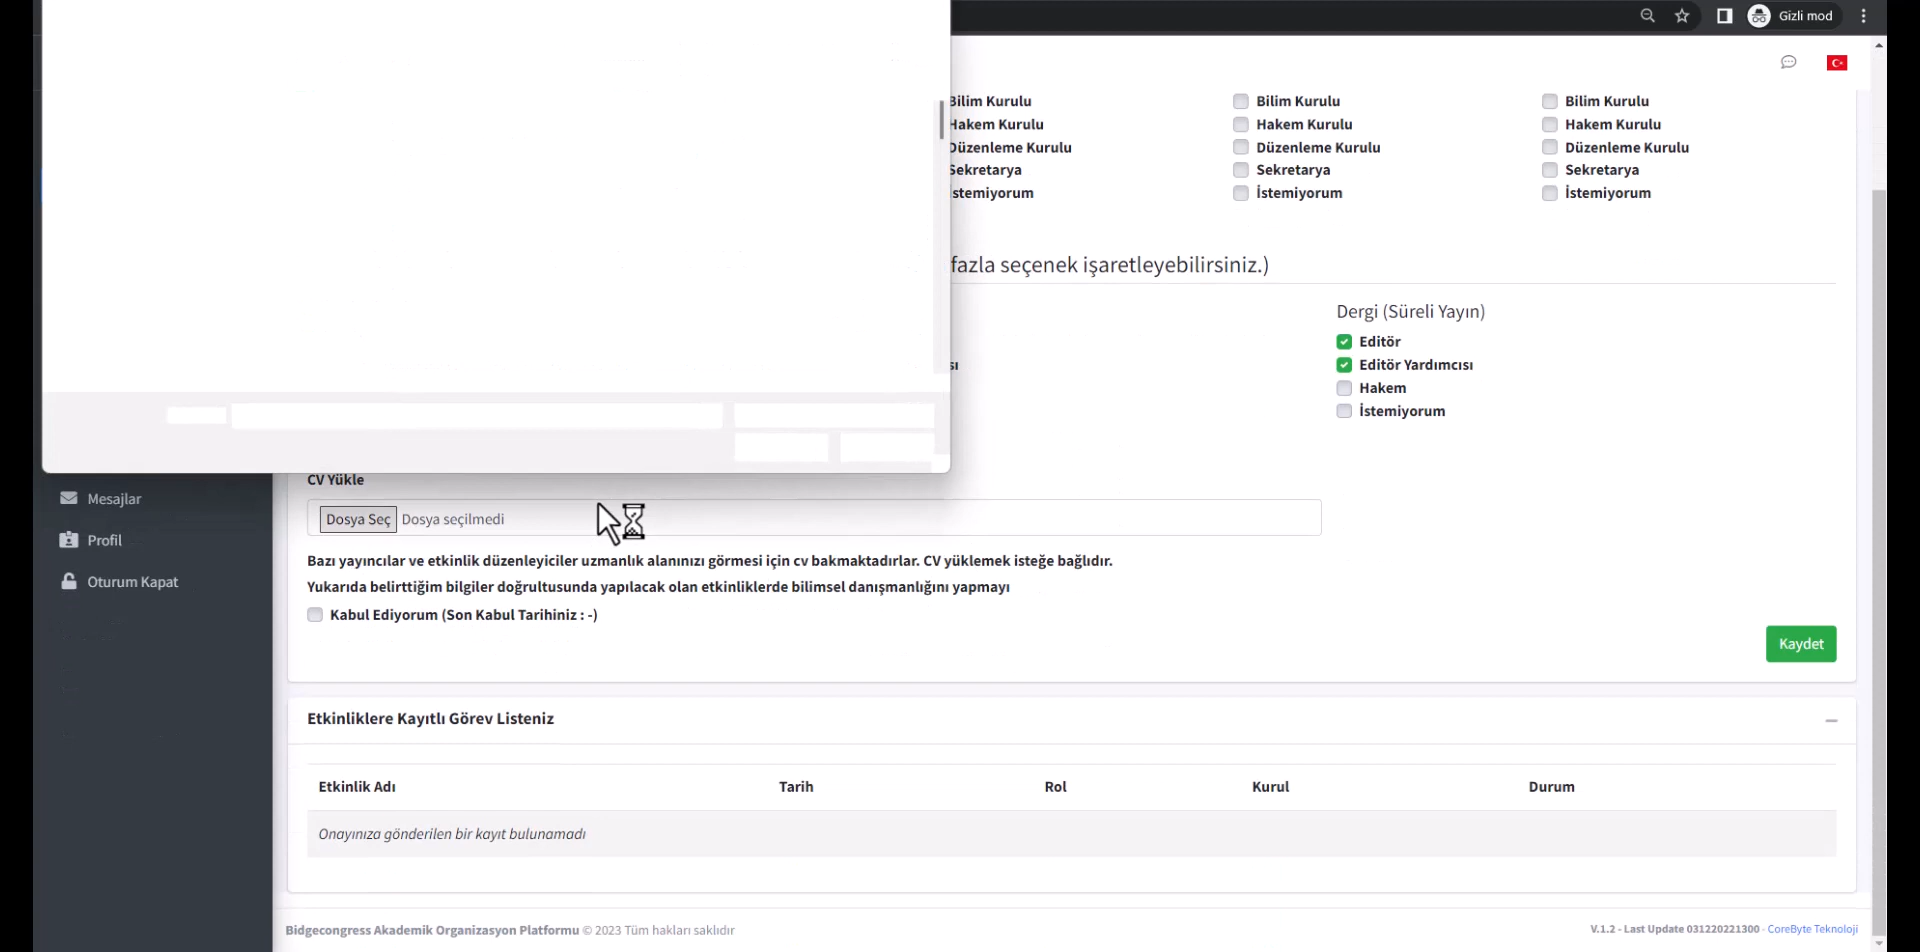 Gizli mod
Bilim Kurulu
Hakem Kurulu
Düzenleme Kurulu
Sekretarya
İstemiyorum
Bilim Kurulu
Hakem Kurulu
Düzenleme Kurulu
Sekretarya
İstemiyorum
Bilim Kurulu
Hakem Kurulu
Düzenleme Kurulu
Sekretarya
İstemiyorum
fazla seçenek işaretleyebilirsiniz.)
Dergi (Süreli Yayın)
Editör
Editör Yardımcısı
Hakem
İstemiyorum
CV Yükle
Dosya Seç Dosya seçilmedi
Bazı yayıncılar ve etkinlik düzenleyiciler uzmanlık alanınızı görmesi için cv bakmaktadırlar. CV yüklemek isteğe bağlıdır.
Yukarıda belirttiğim bilgiler doğrultusunda yapılacak olan etkinliklerde bilimsel danışmanlığını yapmayı
Kabul Ediyorum (Son Kabul Tarihiniz : -)
Kaydet
Mesajlar
Profil
Oturum Kapat
Etkinliklere Kayıtlı Görev Listeniz
Etkinlik Adı Tarih Rol Kurul Durum
Onayınıza gönderilen bir kayıt bulunamadı
Bidgecongress Akademik Organizasyon Platformu © 2023 Tüm hakları saklıdır
V.1.2 - Last Update 031220221300 - CoreByte Teknoloji